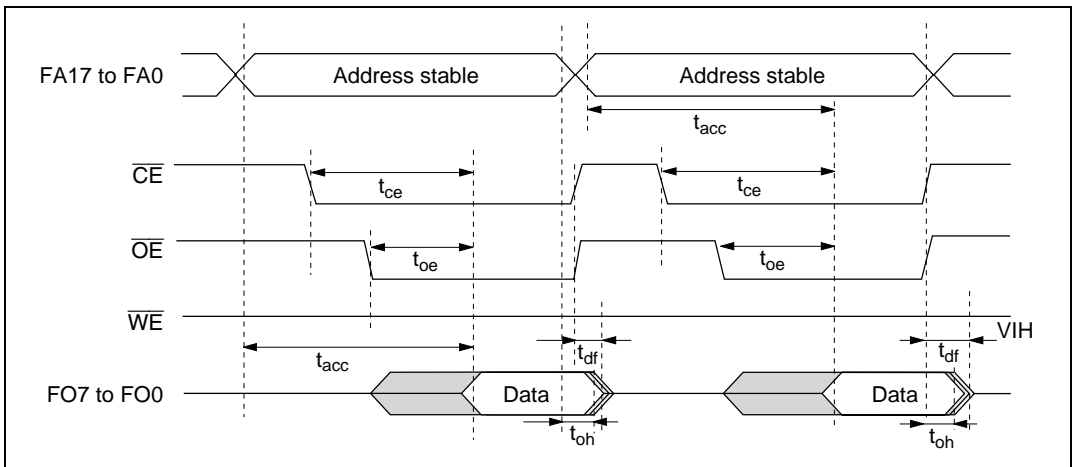 FA17 to FA0
Address stable
Address stable
tacc
CE
tce
tce
OE
toe
toe
WE
VIH
tacc
tdf
tdf
FO7 to FO0
Data
Data
toh
toh